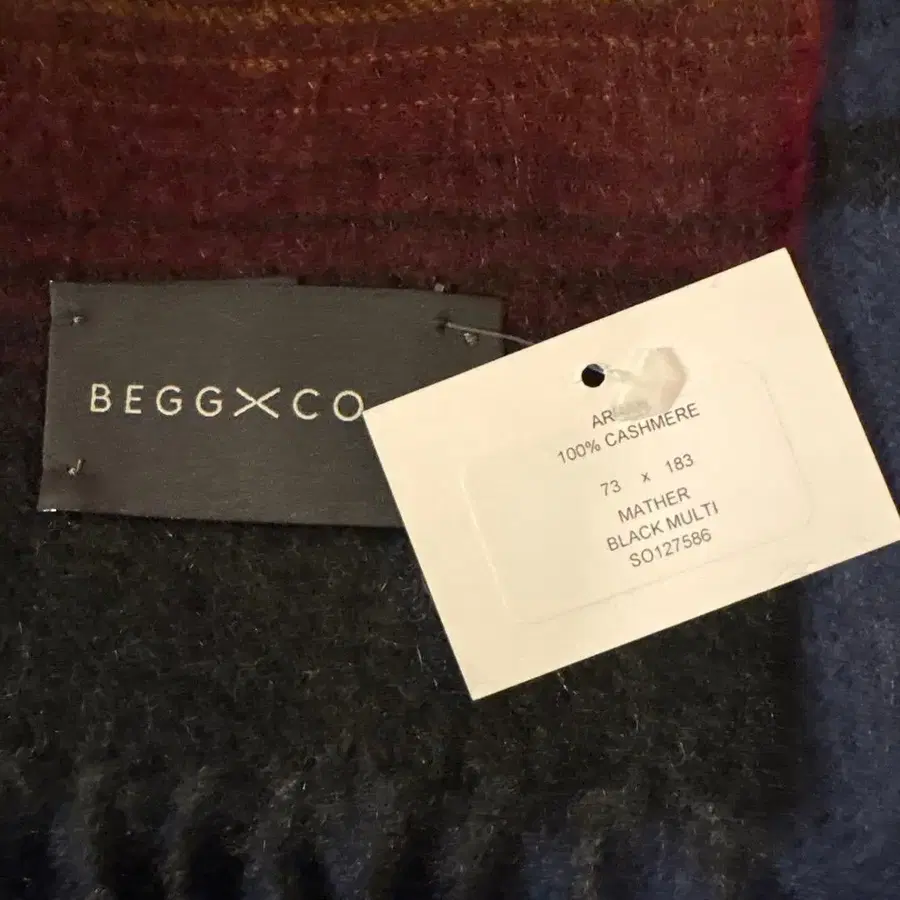 BEGG X CO
100% CASHMERE
73 x 183
MATHER
BLACK MULTI
SO127586